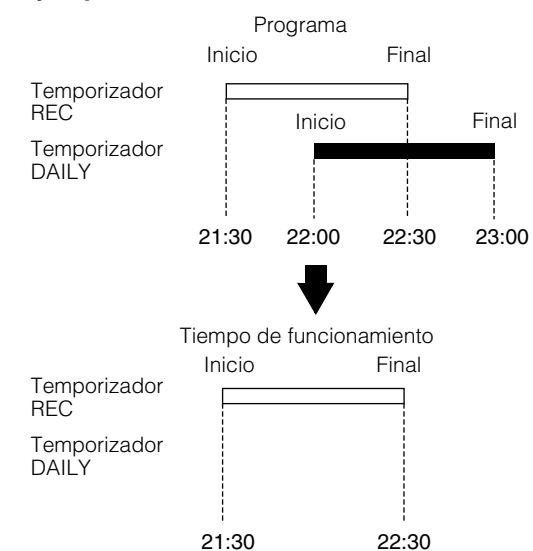 Programa
Inicio Final
Temporizador
REC
Inicio Final
Temporizador
DAILY
21:30 22:00 22:30 23:00
Tiempo de funcionamiento
Inicio Final
Temporizador
REC
Temporizador
DAILY
21:30 22:30